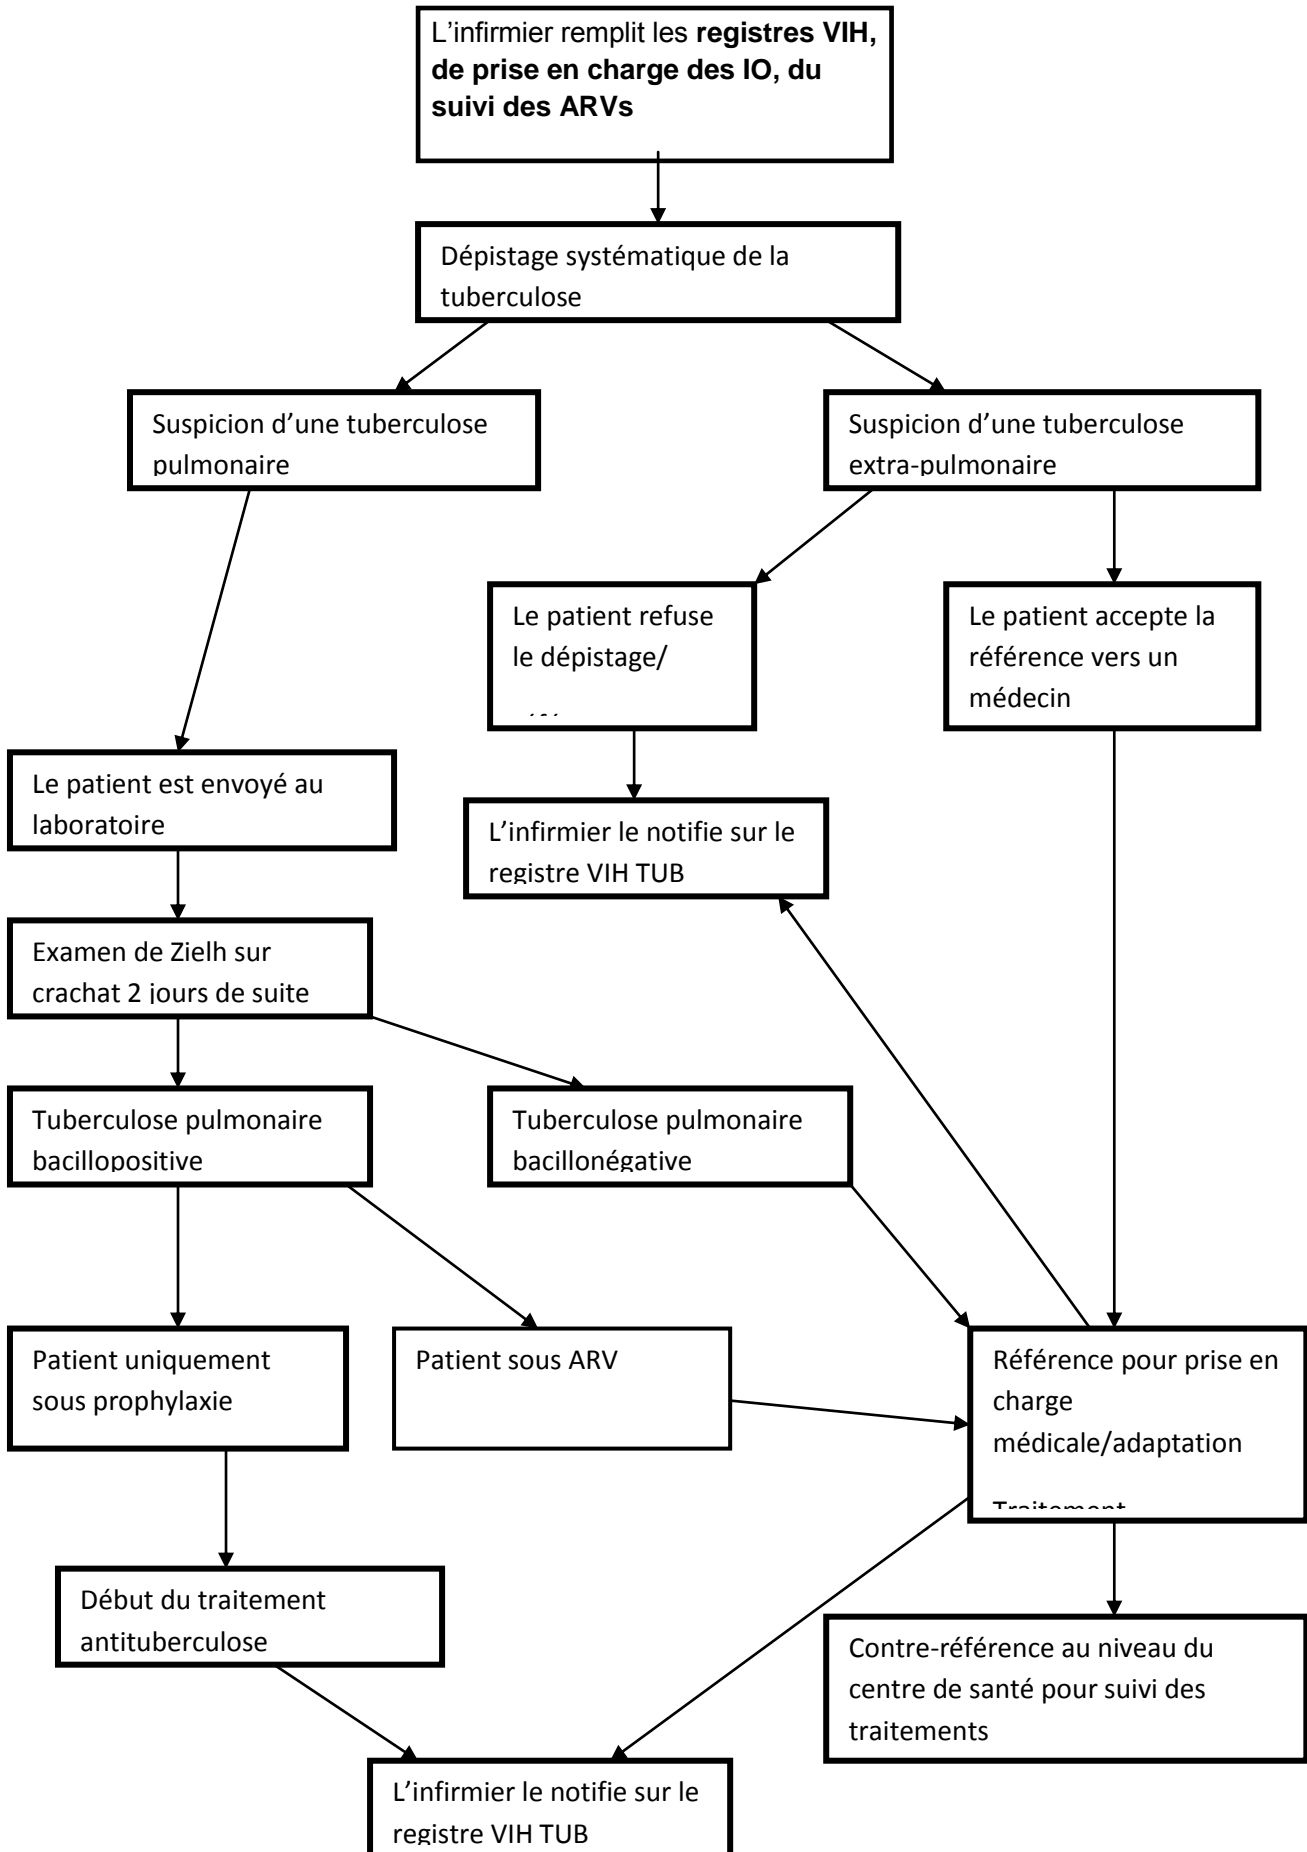 L'infirmier remplit les registres VIH,
de prise en charge des IO, du
suivi des ARVs
Dépistage systématique de la
tuberculose
Suspicion d'une tuberculose
pulmonaire
Suspicion d'une tuberculose
extra-pulmonaire
Le patient refuse
le dépistage/
Le patient accepte la
référence vers un
médecin
Le patient est envoyé au
laboratoire
L'infirmier le notifie sur le
registre VIH TUB
Examen de Zielh sur
crachat 2 jours de suite
Tuberculose pulmonaire
bacillopositive
Tuberculose pulmonaire
bacillonégative
Patient uniquement
sous prophylaxie
Patient sous ARV
Référence pour prise en
charge
médicale/adaptation
Traitement
Début du traitement
antituberculose
Contre-référence au niveau du
centre de santé pour suivi des
traitements
L'infirmier le notifie sur le
registre VIH TUB